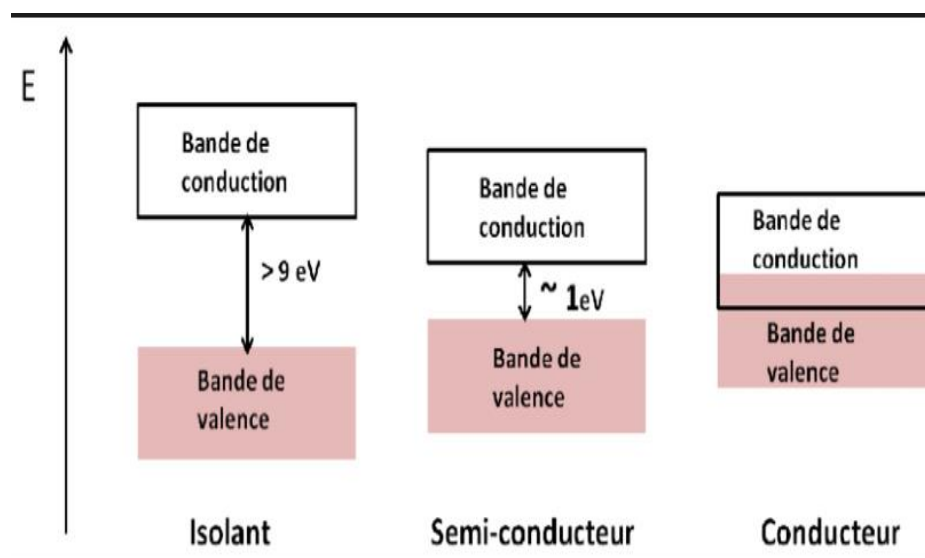 E
Bande de
conduction
>9 eV
Bande de
valence
Isolant
Bande de
conduction
~ 1eV
Bande de
valence
Semi-conducteur
Bande de
conduction
Bande de
valence
Conducteur